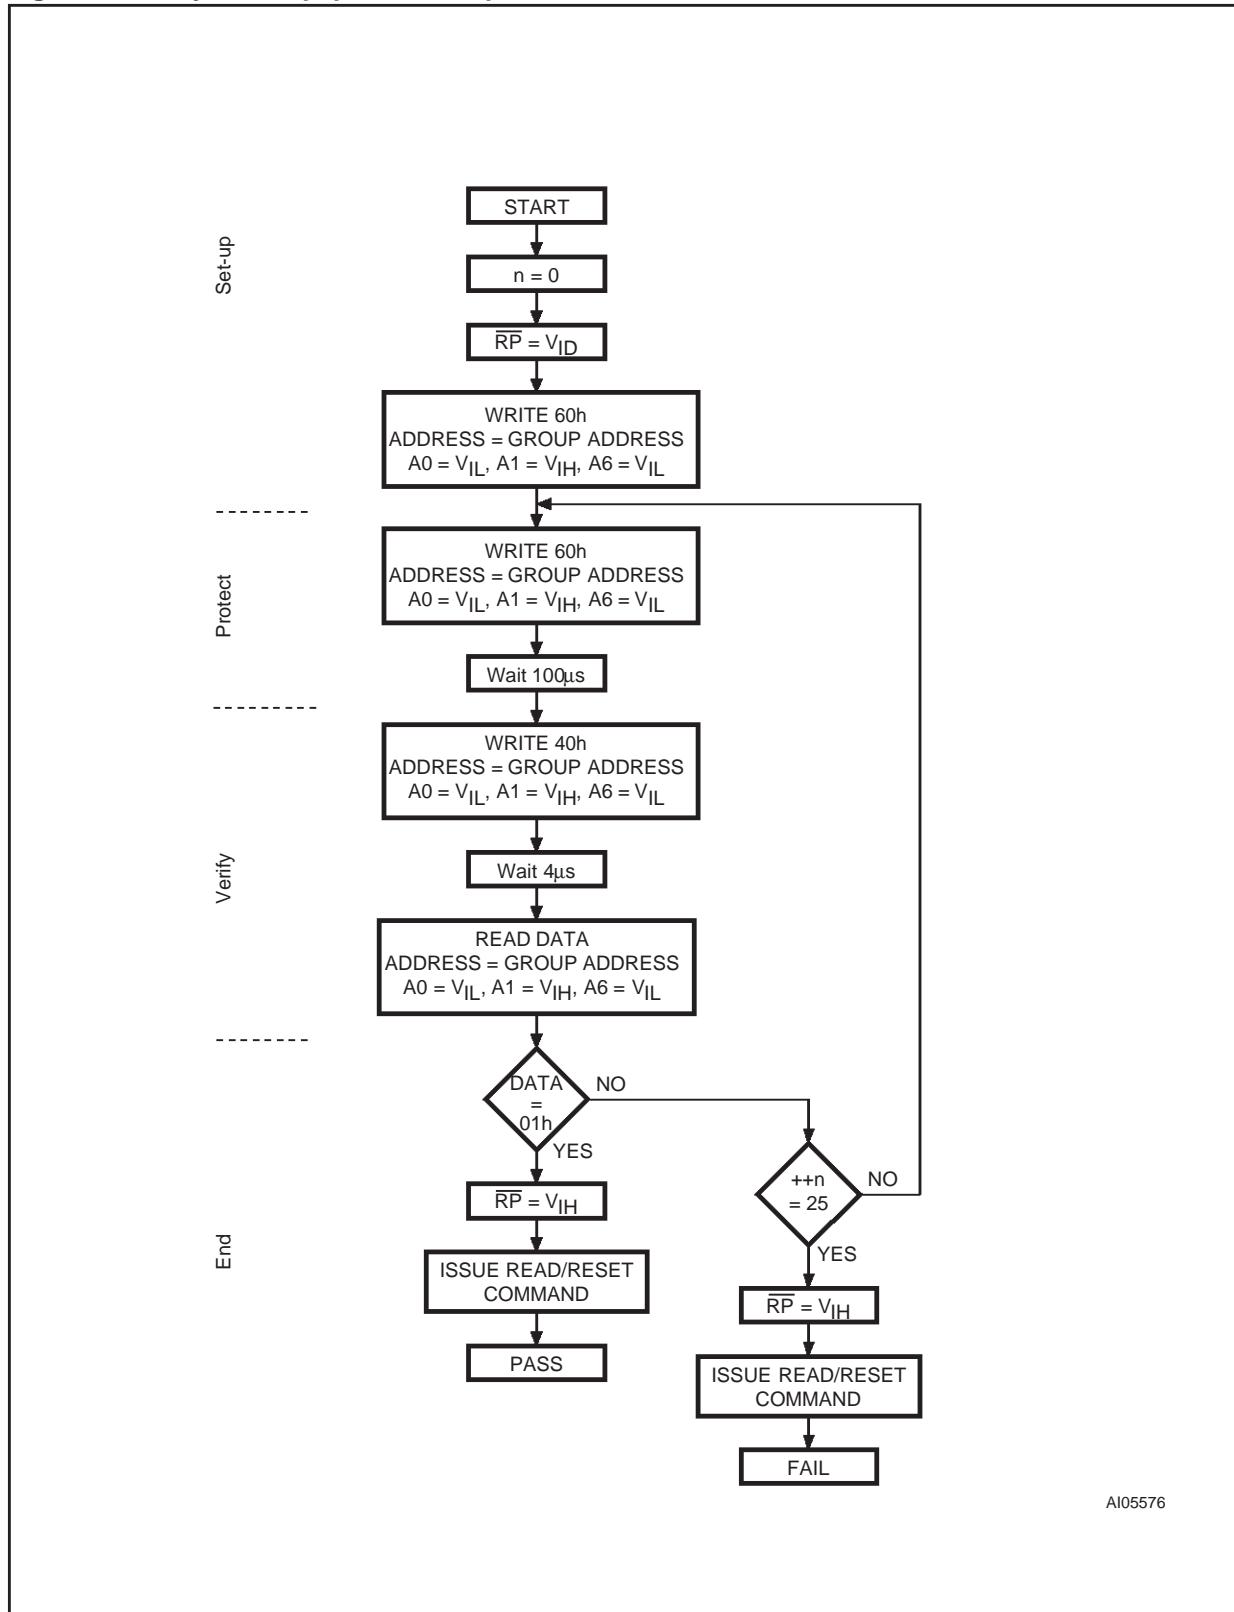 Set-up
START
n = 0
RP = VID
WRITE 60h
ADDRESS = GROUP ADDRESS
A0 = VIL, A1 = VIH, A6 = VIL
Protect
WRITE 60h
ADDRESS = GROUP ADDRESS
A0 = VIL, A1 = VIH, A6 = VIL
Wait 100µs
Verify
WRITE 40h
ADDRESS = GROUP ADDRESS
A0 = VIL, A1 = VIH, A6 = VIL
Wait 4µs
READ DATA
ADDRESS = GROUP ADDRESS
A0 = VIL, A1 = VIH, A6 = VIL
End
DATA
=
01h
NO
YES
++n
= 25
NO
YES
RP = VIH
ISSUE READ/RESET
COMMAND
PASS
RP = VIH
ISSUE READ/RESET
COMMAND
FAIL
AI05576